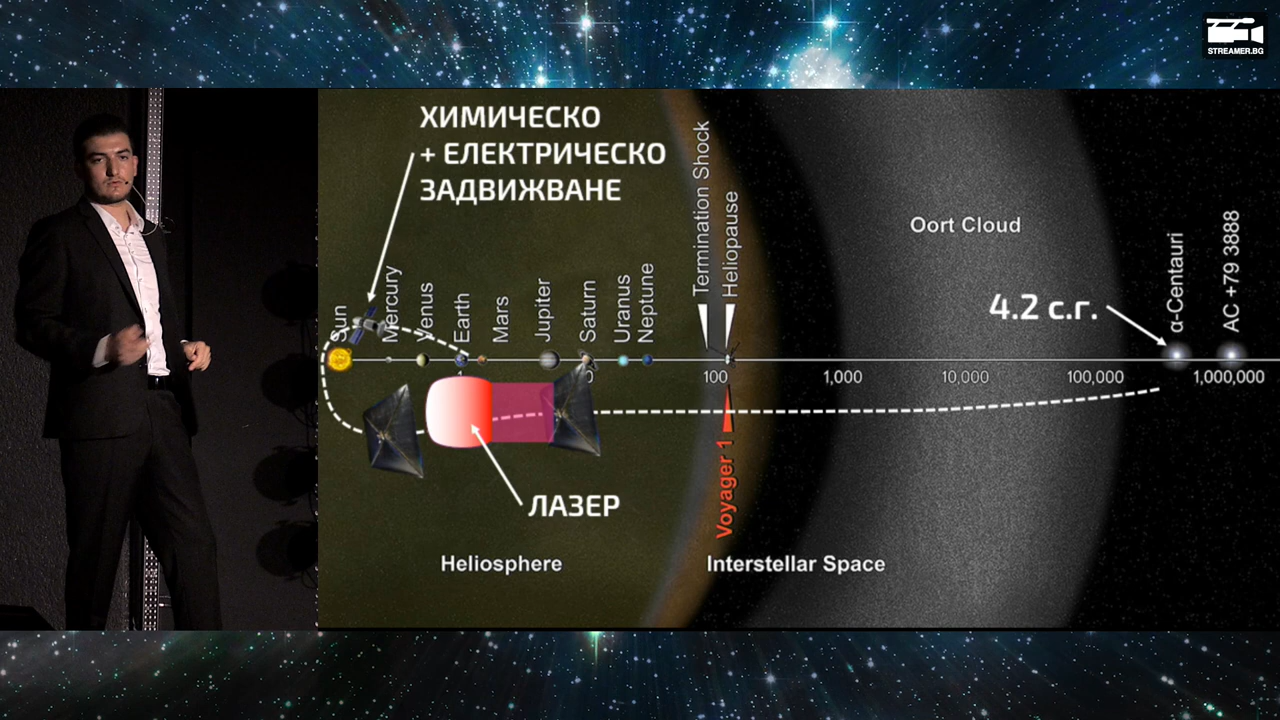 STREAMER.BG
ХИМИЧЕСКО
+ ЕЛЕКТРИЧЕСКО
ЗАДВИЖВАНЕ
Termination Shock
Heliopause
Oort Cloud
α-Centauri
AC +79 3888
4.2 с.г.
Sun
Mercury
Venus
Earth
Mars
Jupiter
Saturn
Uranus
Neptune
100
1,000
10,000
100,000
1,000,000
Voyager 1
ЛАЗЕР
Heliosphere
Interstellar Space